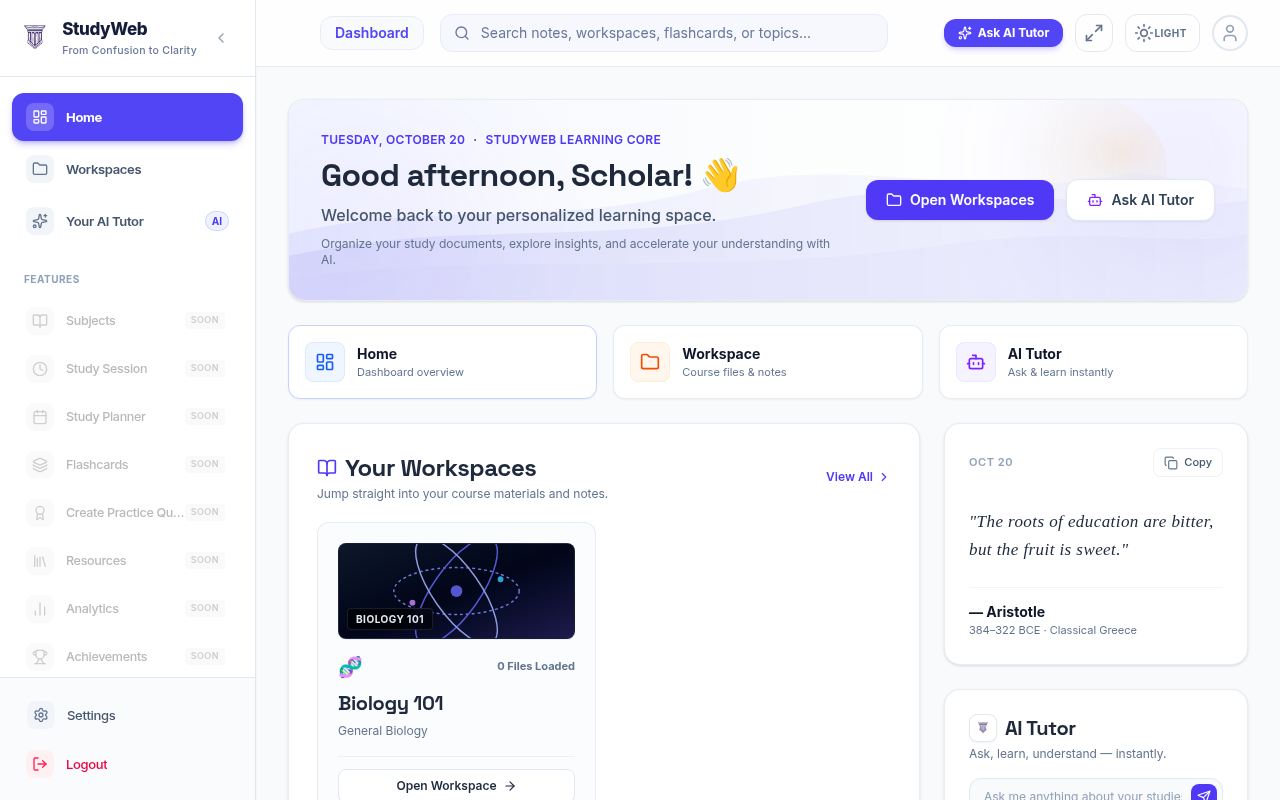 StudyWeb
From Confusion to Clarity
Dashboard
Search notes, workspaces, flashcards, or topics...
Ask AI Tutor
LIGHT
Home
Workspaces
Your AI Tutor
AI
FEATURES
Subjects
SOON
Study Session
SOON
Study Planner
SOON
Flashcards
SOON
Create Practice Qu...
SOON
Resources
SOON
Analytics
SOON
Achievements
SOON
Settings
Logout
TUESDAY, OCTOBER 20 · STUDYWEB LEARNING CORE
Good afternoon, Scholar! 👋
Welcome back to your personalized learning space.
Organize your study documents, explore insights, and accelerate your understanding with
AI.
Open Workspaces
Ask AI Tutor
Home
Dashboard overview
Workspace
Course files & notes
AI Tutor
Ask & learn instantly
Your Workspaces
Jump straight into your course materials and notes.
View All
BIOLOGY 101
0 Files Loaded
Biology 101
General Biology
Open Workspace
OCT 20
Copy
"The roots of education are bitter,
but the fruit is sweet."
— Aristotle
384–322 BCE · Classical Greece
AI Tutor
Ask, learn, understand — instantly.
Ask me anything about your studies